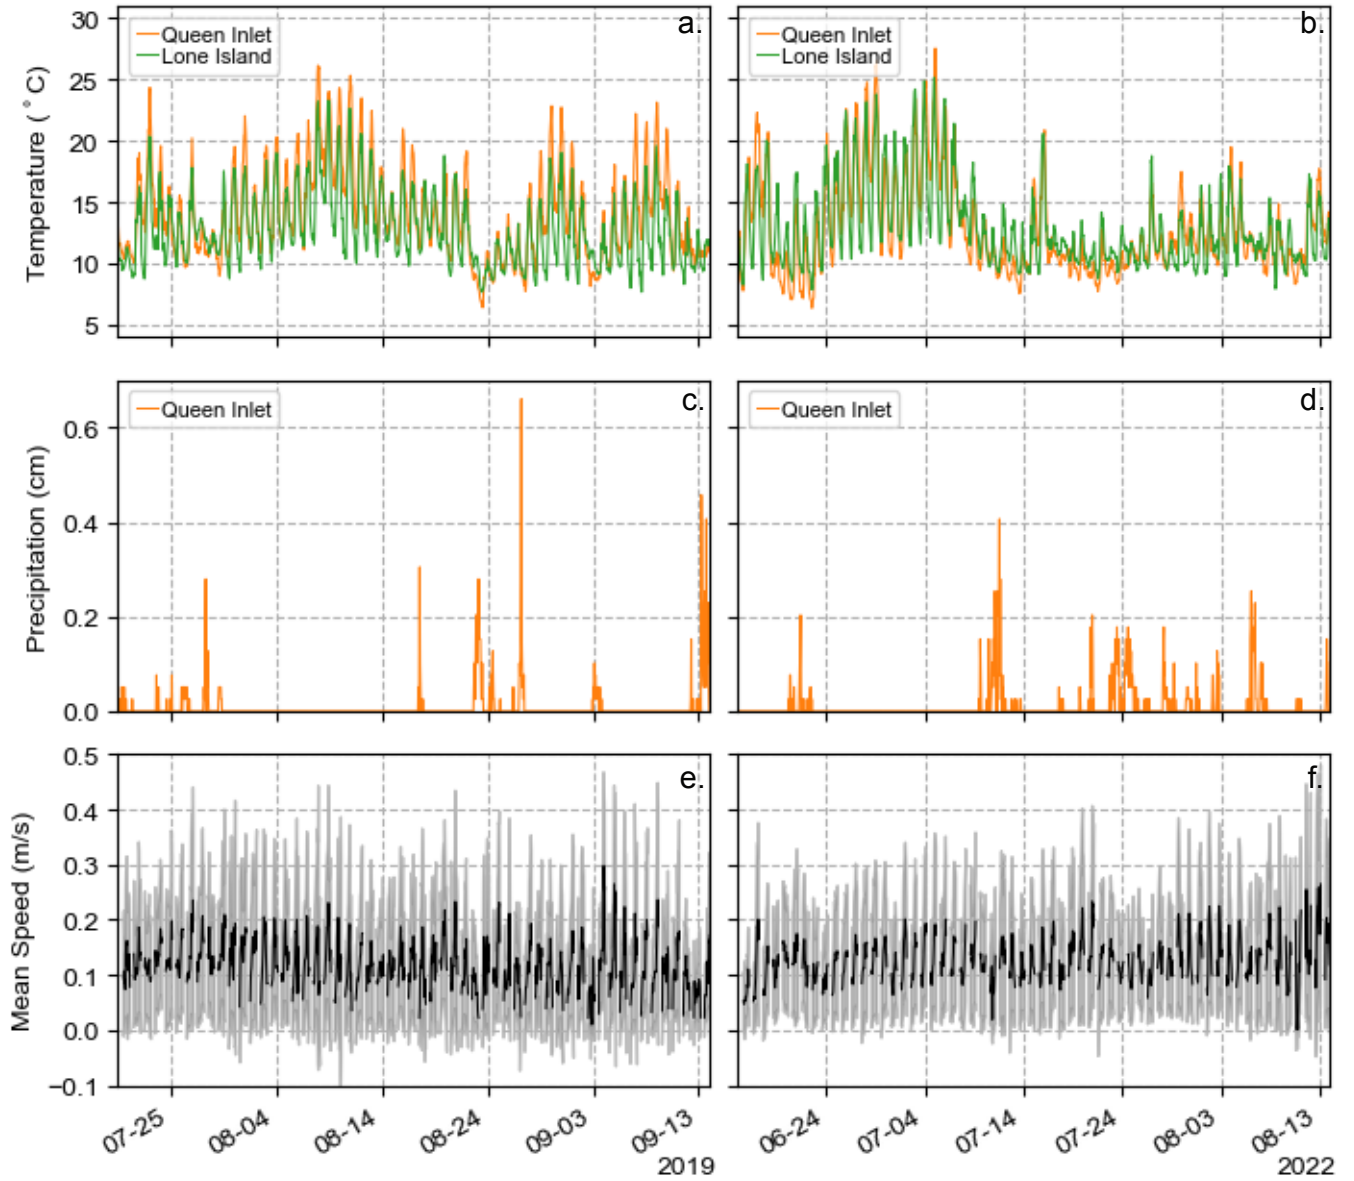 a.
b.
Queen Inlet
Lone Island
Queen Inlet
Lone Island
Temperature (°C)
30
25
20
15
10
5
c.
d.
Queen Inlet
Queen Inlet
Precipitation (cm)
0.6
0.4
0.2
0.0
e.
f.
Mean Speed (m/s)
0.5
0.4
0.3
0.2
0.1
0.0
−0.1
07-25
08-04
08-14
08-24
09-03
09-13
2019
06-24
07-04
07-14
07-24
08-03
08-13
2022